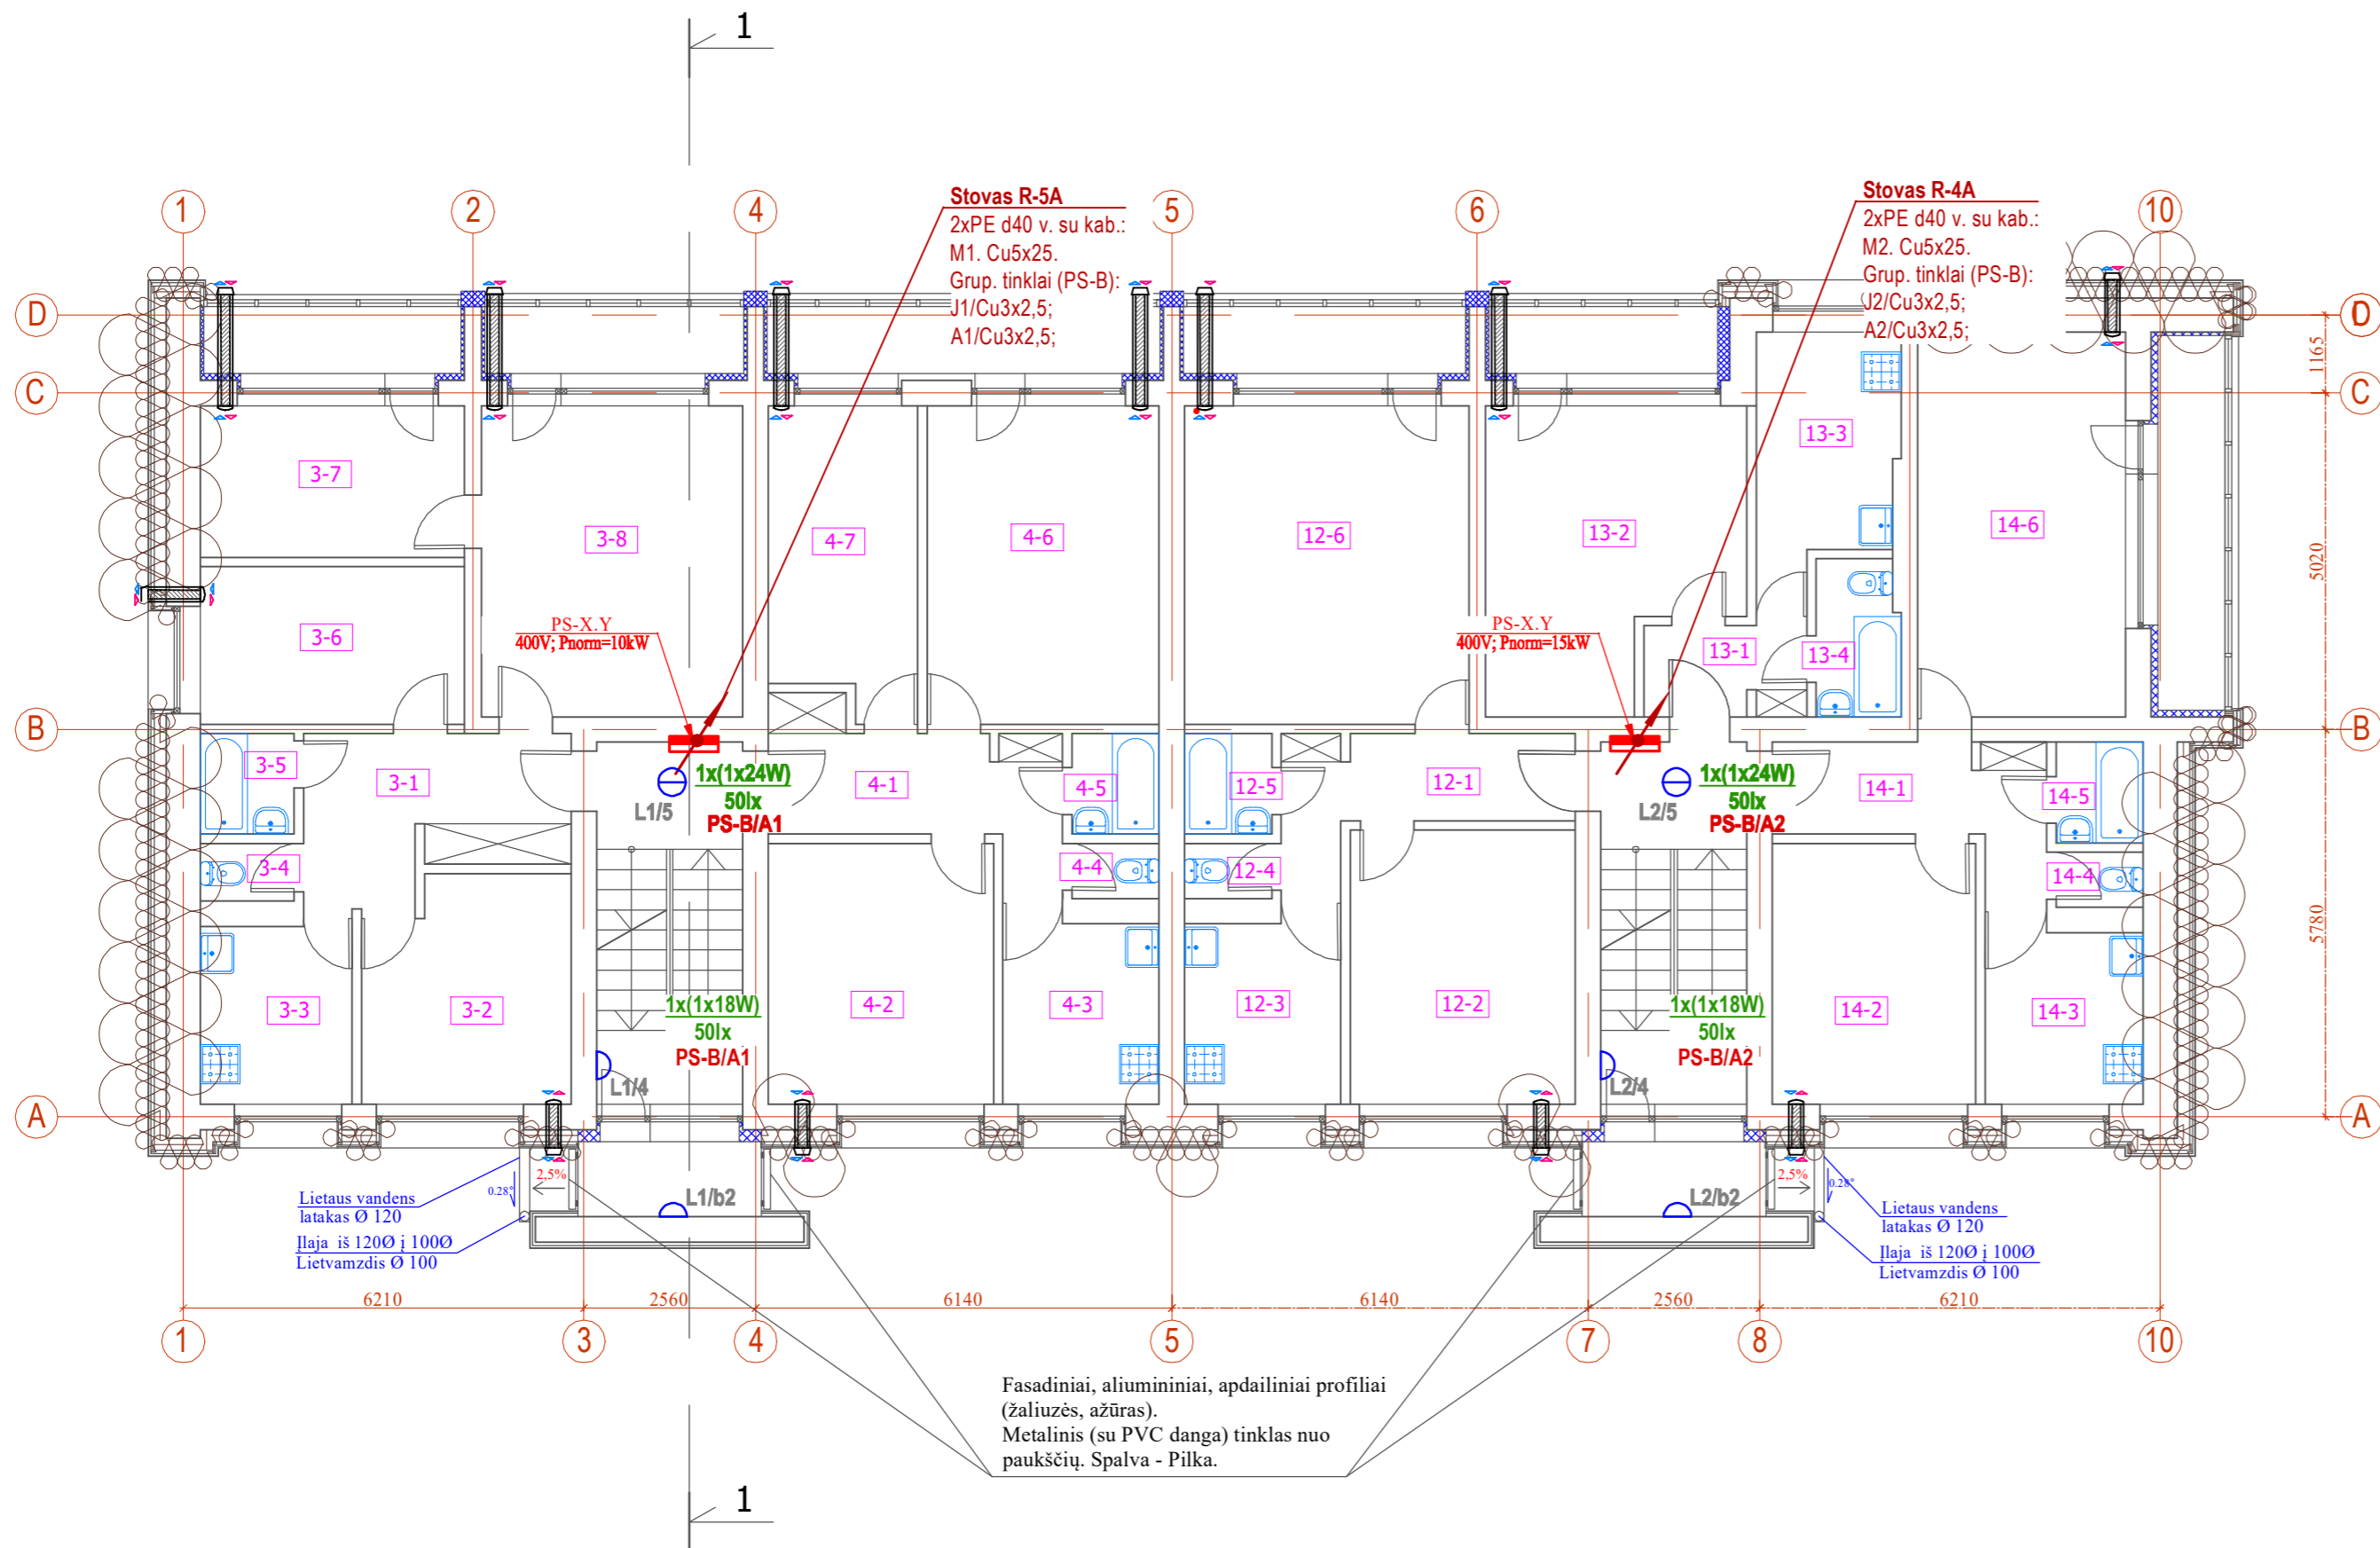 1
Stovas R-5A
2xPE d40 v. su kab.:
M1. Cu5x25.
Grup. tinklai (PS-B):
J1/Cu3x2,5;
A1/Cu3x2,5;
Stovas R-4A
2xPE d40 v. su kab.:
M2. Cu5x25.
Grup. tinklai (PS-B):
J2/Cu3x2,5;
A2/Cu3x2,5;
1
2
4
5
6
10
D
D
1165
C
C
3-7
3-8
4-7
4-6
12-6
13-2
13-3
14-6
5020
3-6
PS-X.Y
400V; Pnorm=10kW
PS-X.Y
400V; Pnorm=15kW
13-1
13-4
B
B
3-5
3-1
L1/5
1x(1x24W)
50lx
PS-B/A1
4-1
4-5
12-5
12-1
L2/5
1x(1x24W)
50lx
PS-B/A2
14-1
14-5
3-4
4-4
12-4
14-4
5780
3-3
3-2
1x(1x18W)
50lx
PS-B/A1
4-2
4-3
12-3
12-2
1x(1x18W)
50lx
PS-B/A2
14-2
14-3
L1/4
L2/4
A
A
2,5%
0.28°
Lietaus vandens
latakas Ø 120
Įlaja iš 120Ø į 100Ø
Lietvamzdis Ø 100
L1/b2
L2/b2
2,5%
0.28°
Lietaus vandens
latakas Ø 120
Įlaja iš 120Ø į 100Ø
Lietvamzdis Ø 100
6210
2560
6140
6140
2560
6210
1
3
4
5
7
8
10
Fasadiniai, aliumininiai, apdailiniai profiliai
(žaliuzės, ažūras).
Metalinis (su PVC danga) tinklas nuo
paukščių. Spalva - Pilka.
1